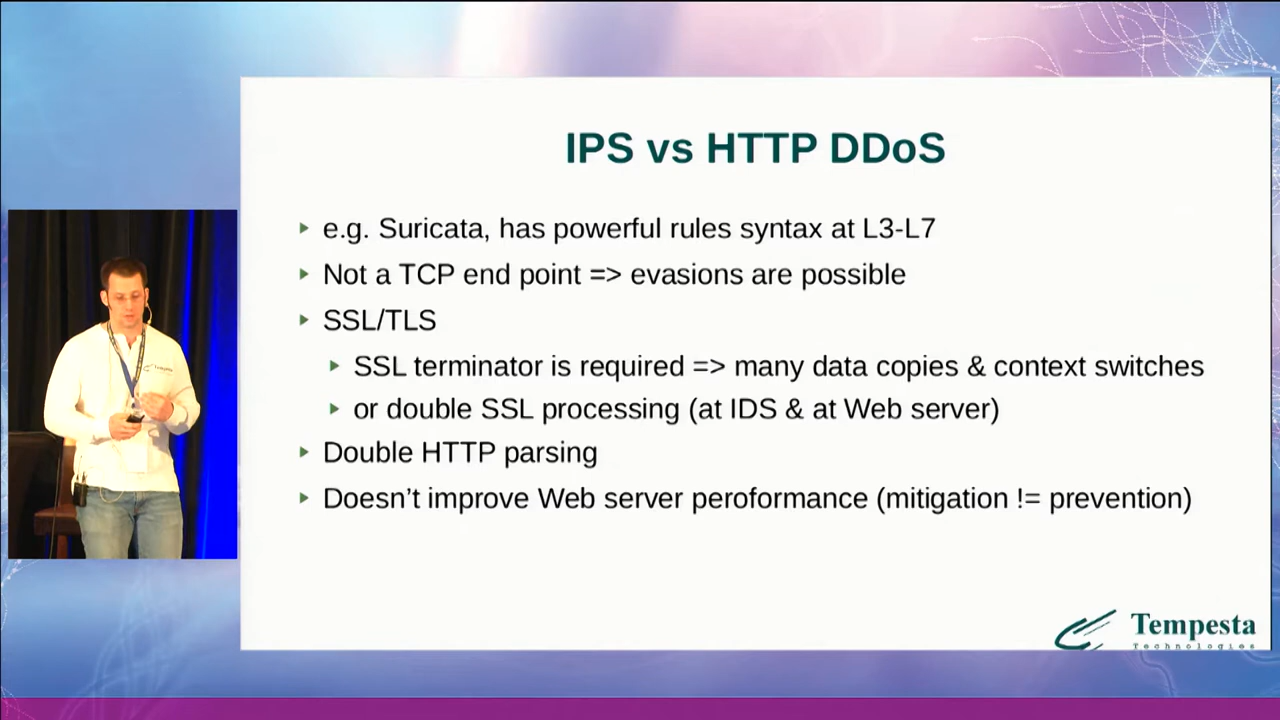 IPS vs HTTP DDoS
e.g. Suricata, has powerful rules syntax at L3-L7
Not a TCP end point => evasions are possible
SSL/TLS
SSL terminator is required => many data copies & context switches
or double SSL processing (at IDS & at Web server)
Double HTTP parsing
Doesn’t improve Web server peroformance (mitigation != prevention)
Tempesta
Technologies
Tempesta